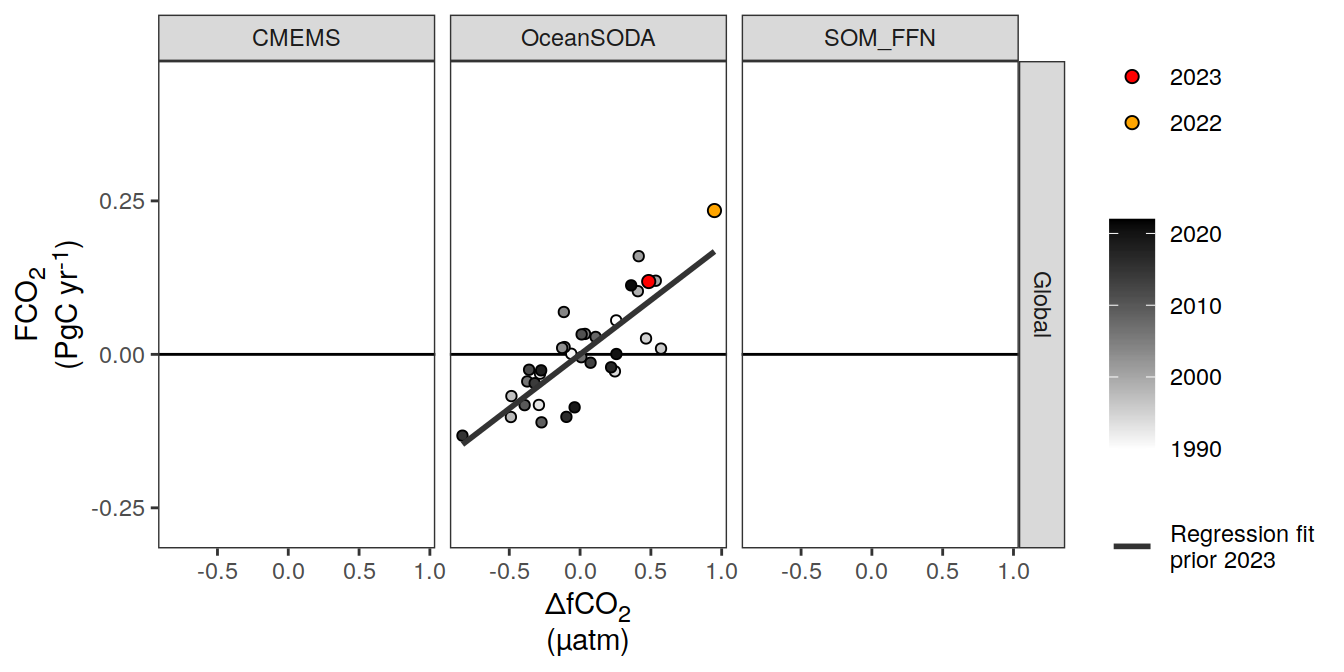 CMEMS
OceanSODA
SOM_FFN
Global
FCO₂
(PgC yr⁻¹)
0.25
0.00
-0.25
-0.5 0.0 0.5 1.0
-0.5 0.0 0.5 1.0
-0.5 0.0 0.5 1.0
ΔfCO₂
(µatm)
2023
2022
2020
2010
2000
1990
Regression fit
prior 2023